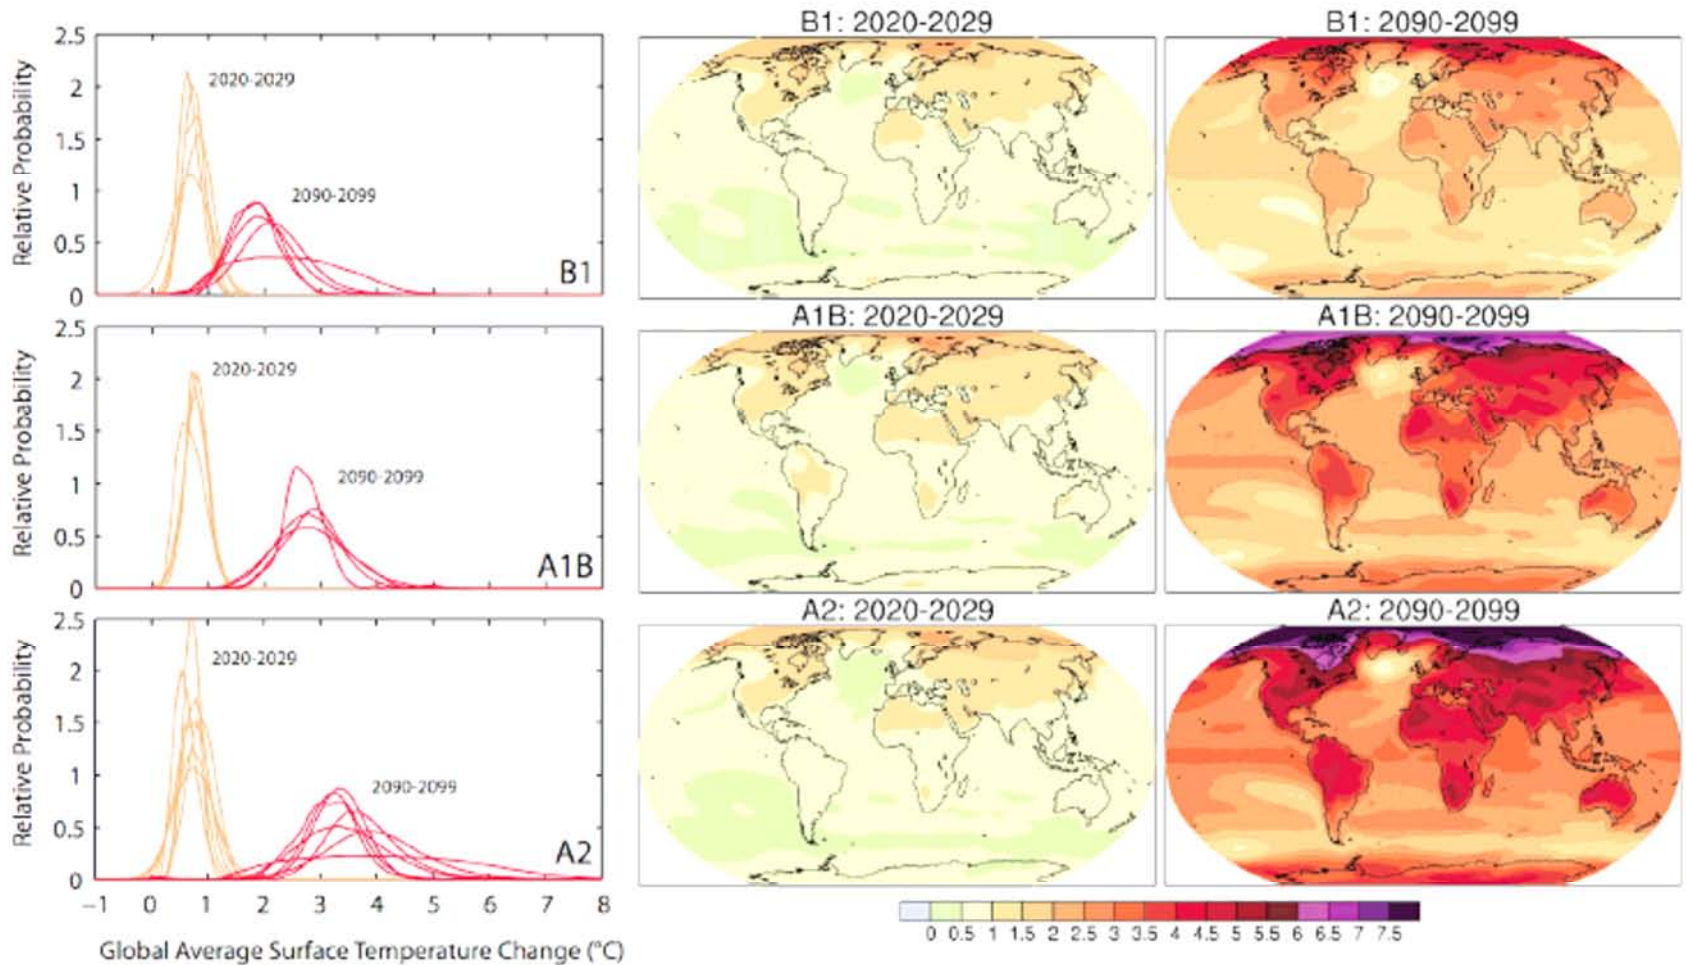 B1: 2020-2029
B1: 2090-2099
2.5
2
1.5
1
0.5
0
Relative Probability
2020-2029
2090-2099
B1
A1B: 2020-2029
A1B: 2090-2099
2.5
2
1.5
1
0.5
0
Relative Probability
2020-2029
2090-2099
A1B
A2: 2020-2029
A2: 2090-2099
2.5
2
1.5
1
0.5
0
Relative Probability
2020-2029
2090-2099
A2
−1 0 1 2 3 4 5 6 7 8
Global Average Surface Temperature Change (°C)
0 0.5 1 1.5 2 2.5 3 3.5 4 4.5 5 5.5 6 6.5 7 7.5